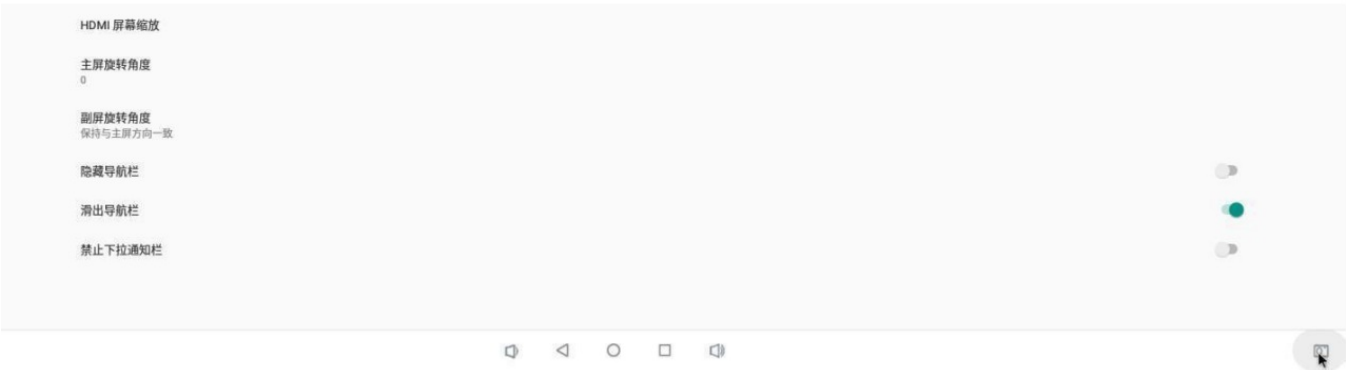 HDMI 屏幕缩放
主屏旋转角度
0
副屏旋转角度
保持与主屏方向一致
隐藏导航栏
滑出导航栏
禁止下拉通知栏